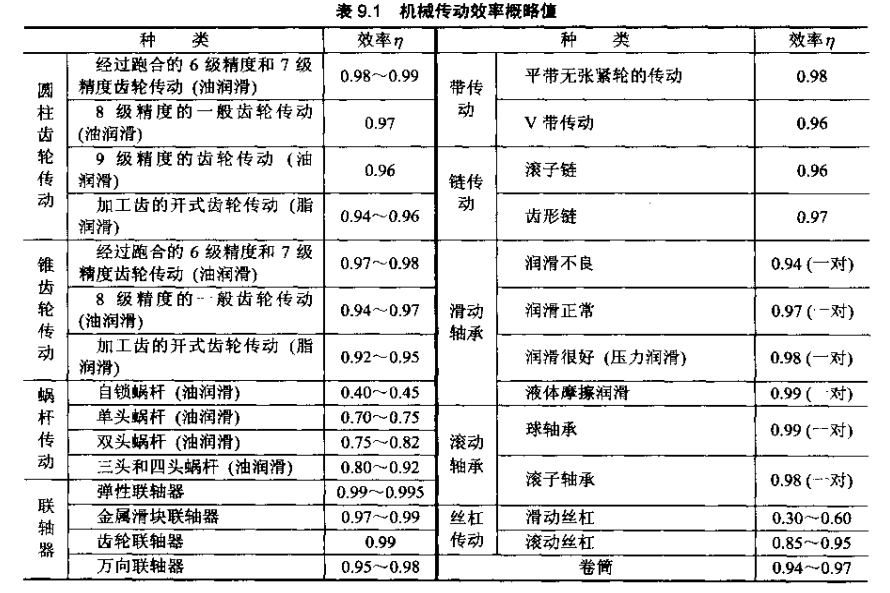 表 9.1 机械传动效率概略值
种 类 效率η 种 类 效率η
圆柱齿轮传动
经过跑合的 6 级精度和 7 级
精度齿轮传动 (油润滑)
0.98～0.99
8 级精度的一般齿轮传动
(油润滑)
0.97
9 级精度的齿轮传动 (油
润滑)
0.96
加工齿的开式齿轮传动 (脂
润滑)
0.94～0.96
锥齿轮传动
经过跑合的 6 级精度和 7 级
精度齿轮传动 (油润滑)
0.97～0.98
8 级精度的一般齿轮传动
(油润滑)
0.94～0.97
加工齿的开式齿轮传动 (脂
润滑)
0.92～0.95
蜗杆传动
自锁蜗杆 (油润滑) 0.40～0.45
单头蜗杆 (油润滑) 0.70～0.75
双头蜗杆 (油润滑) 0.75～0.82
三头和四头蜗杆 (油润滑) 0.80～0.92
联轴器
弹性联轴器 0.99～0.995
金属滑块联轴器 0.97～0.99
齿轮联轴器 0.99
万向联轴器 0.95～0.98
带传动
平带无张紧轮的传动 0.98
V 带传动 0.96
链传动
滚子链 0.96
齿形链 0.97
滑动轴承
润滑不良 0.94 (一对)
润滑正常 0.97 (一对)
润滑很好 (压力润滑) 0.98 (一对)
液体摩擦润滑 0.99 (一对)
滚动轴承
球轴承 0.99 (一对)
滚子轴承 0.98 (一对)
丝杠传动
滑动丝杠 0.30～0.60
滚动丝杠 0.85～0.95
卷筒 0.94～0.97